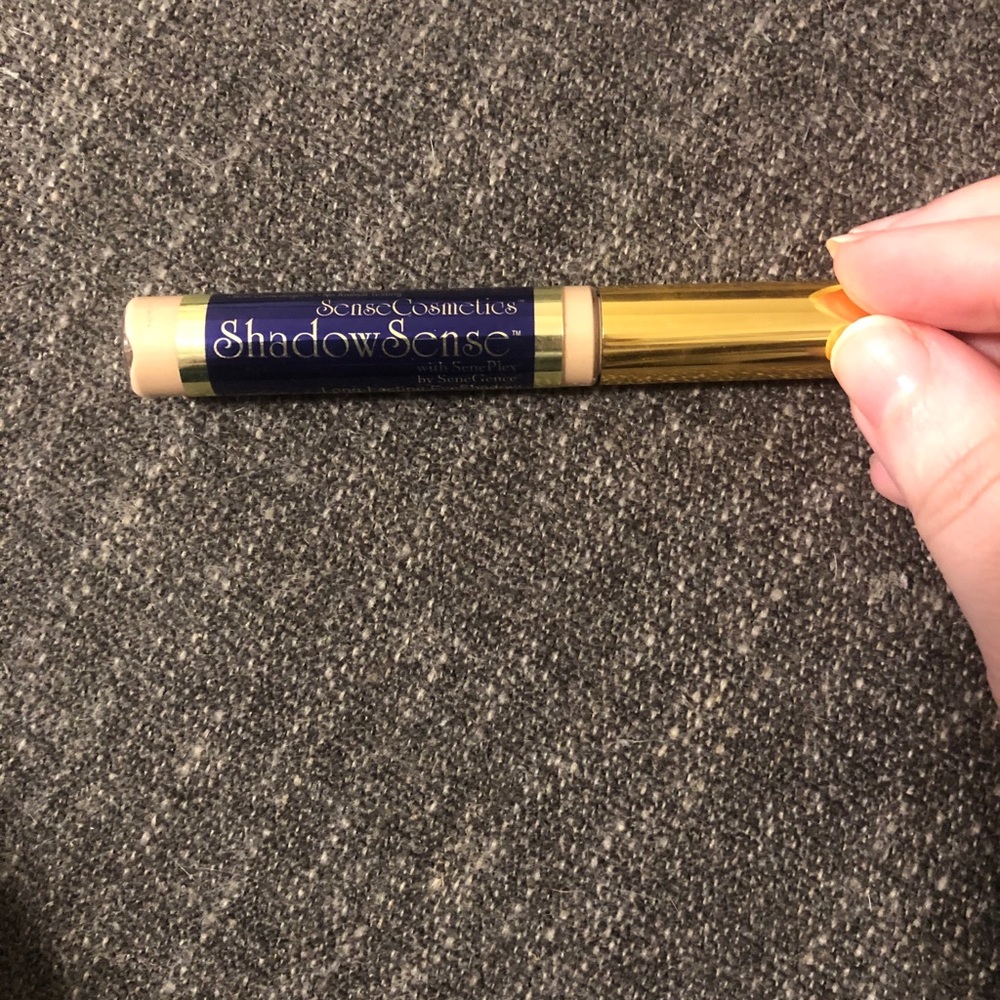 SenseCosmetics™
ShadowSense™
with SenePlex
by SeneGence